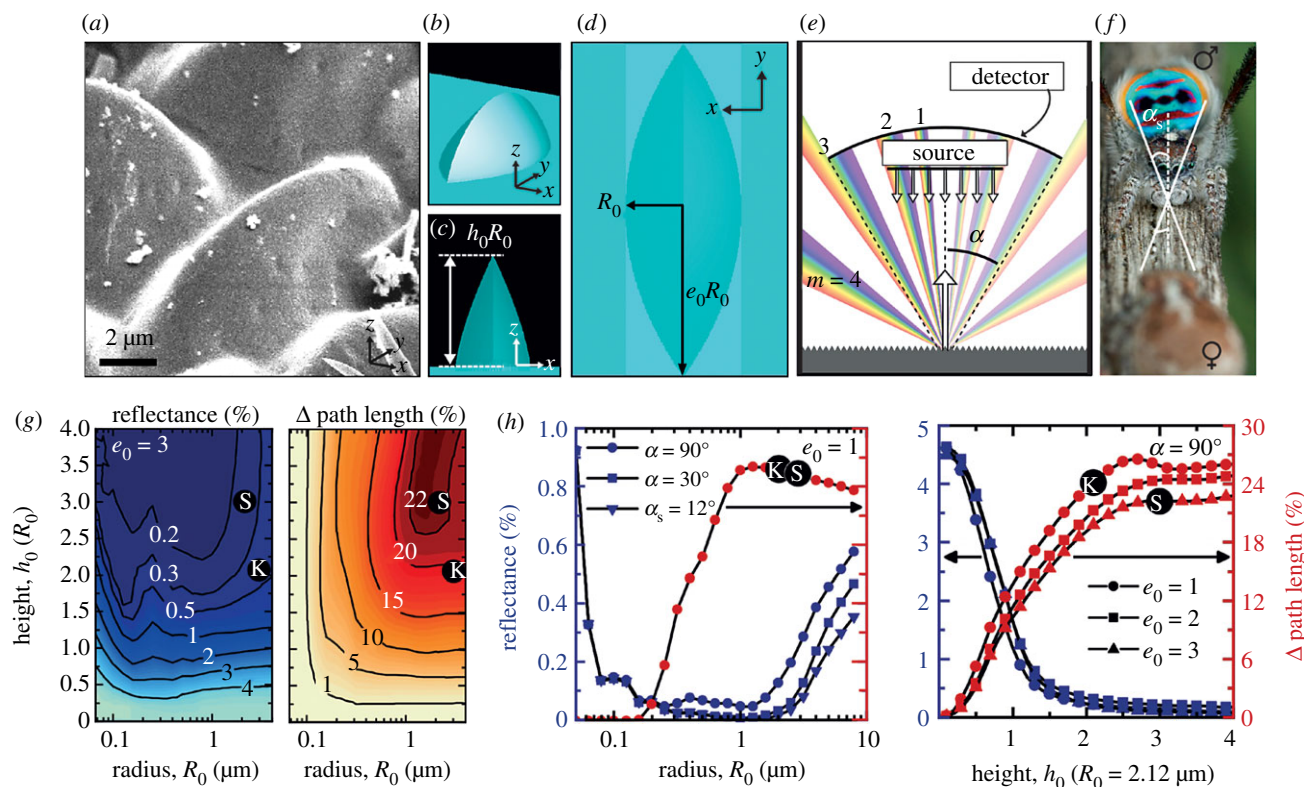 (a)
2 μm
z
y
x
(b)
z
y
x
(c)
h0R0
z
x
(d)
y
x
R0
e0R0
(e)
detector
1
2
3
source
α
m = 4
(f)
♂
αs
♀
(g)
reflectance (%)
Δ path length (%)
height, h0 (R0)
4.0
3.5
3.0
2.5
2.0
1.5
1.0
0.5
0
e0 = 3
S
K
0.2
0.3
0.5
1
2
3
4
22
S
20
K
15
10
5
1
0.1
1
0.1
1
radius, R0 (μm)
radius, R0 (μm)
(h)
reflectance (%)
1.0
0.8
0.6
0.4
0.2
0
α = 90°
α = 30°
αs = 12°
e0 = 1
K
S
0.1
1
10
radius, R0 (μm)
5
4
3
2
1
0
α = 90°
K
S
e0 = 1
e0 = 2
e0 = 3
30
24
18
12
6
0
Δ path length (%)
1
2
3
4
height, h0 (R0 = 2.12 μm)